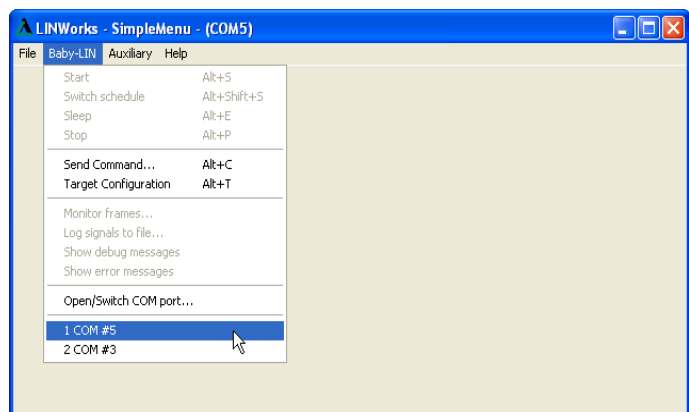 LINWorks - SimpleMenu - (COM5)
File Baby-LIN Auxiliary Help
Start Alt+S
Switch schedule Alt+Shift+S
Sleep Alt+E
Stop Alt+P
Send Command... Alt+C
Target Configuration Alt+T
Monitor frames...
Log signals to file...
Show debug messages
Show error messages
Open/Switch COM port...
1 COM #5
2 COM #3